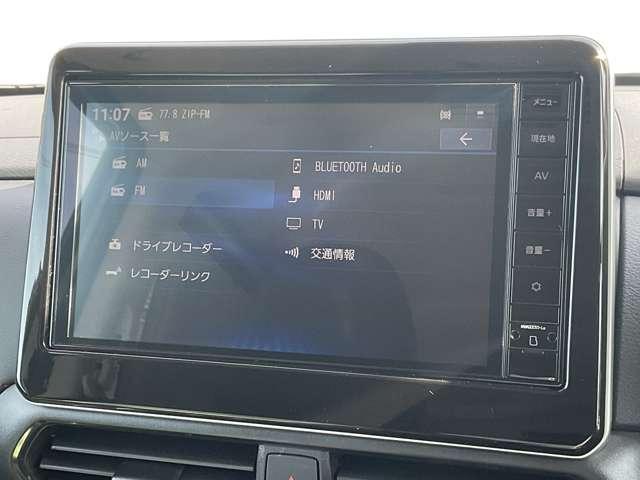 11:07 77.8 ZIP-FM
AVソース一覧
AM
FM
ドライブレコーダー
レコーダーリンク
BLUETOOTH Audio
HDMI
TV
交通情報
メニュー
現在地
AV
音量+
音量-